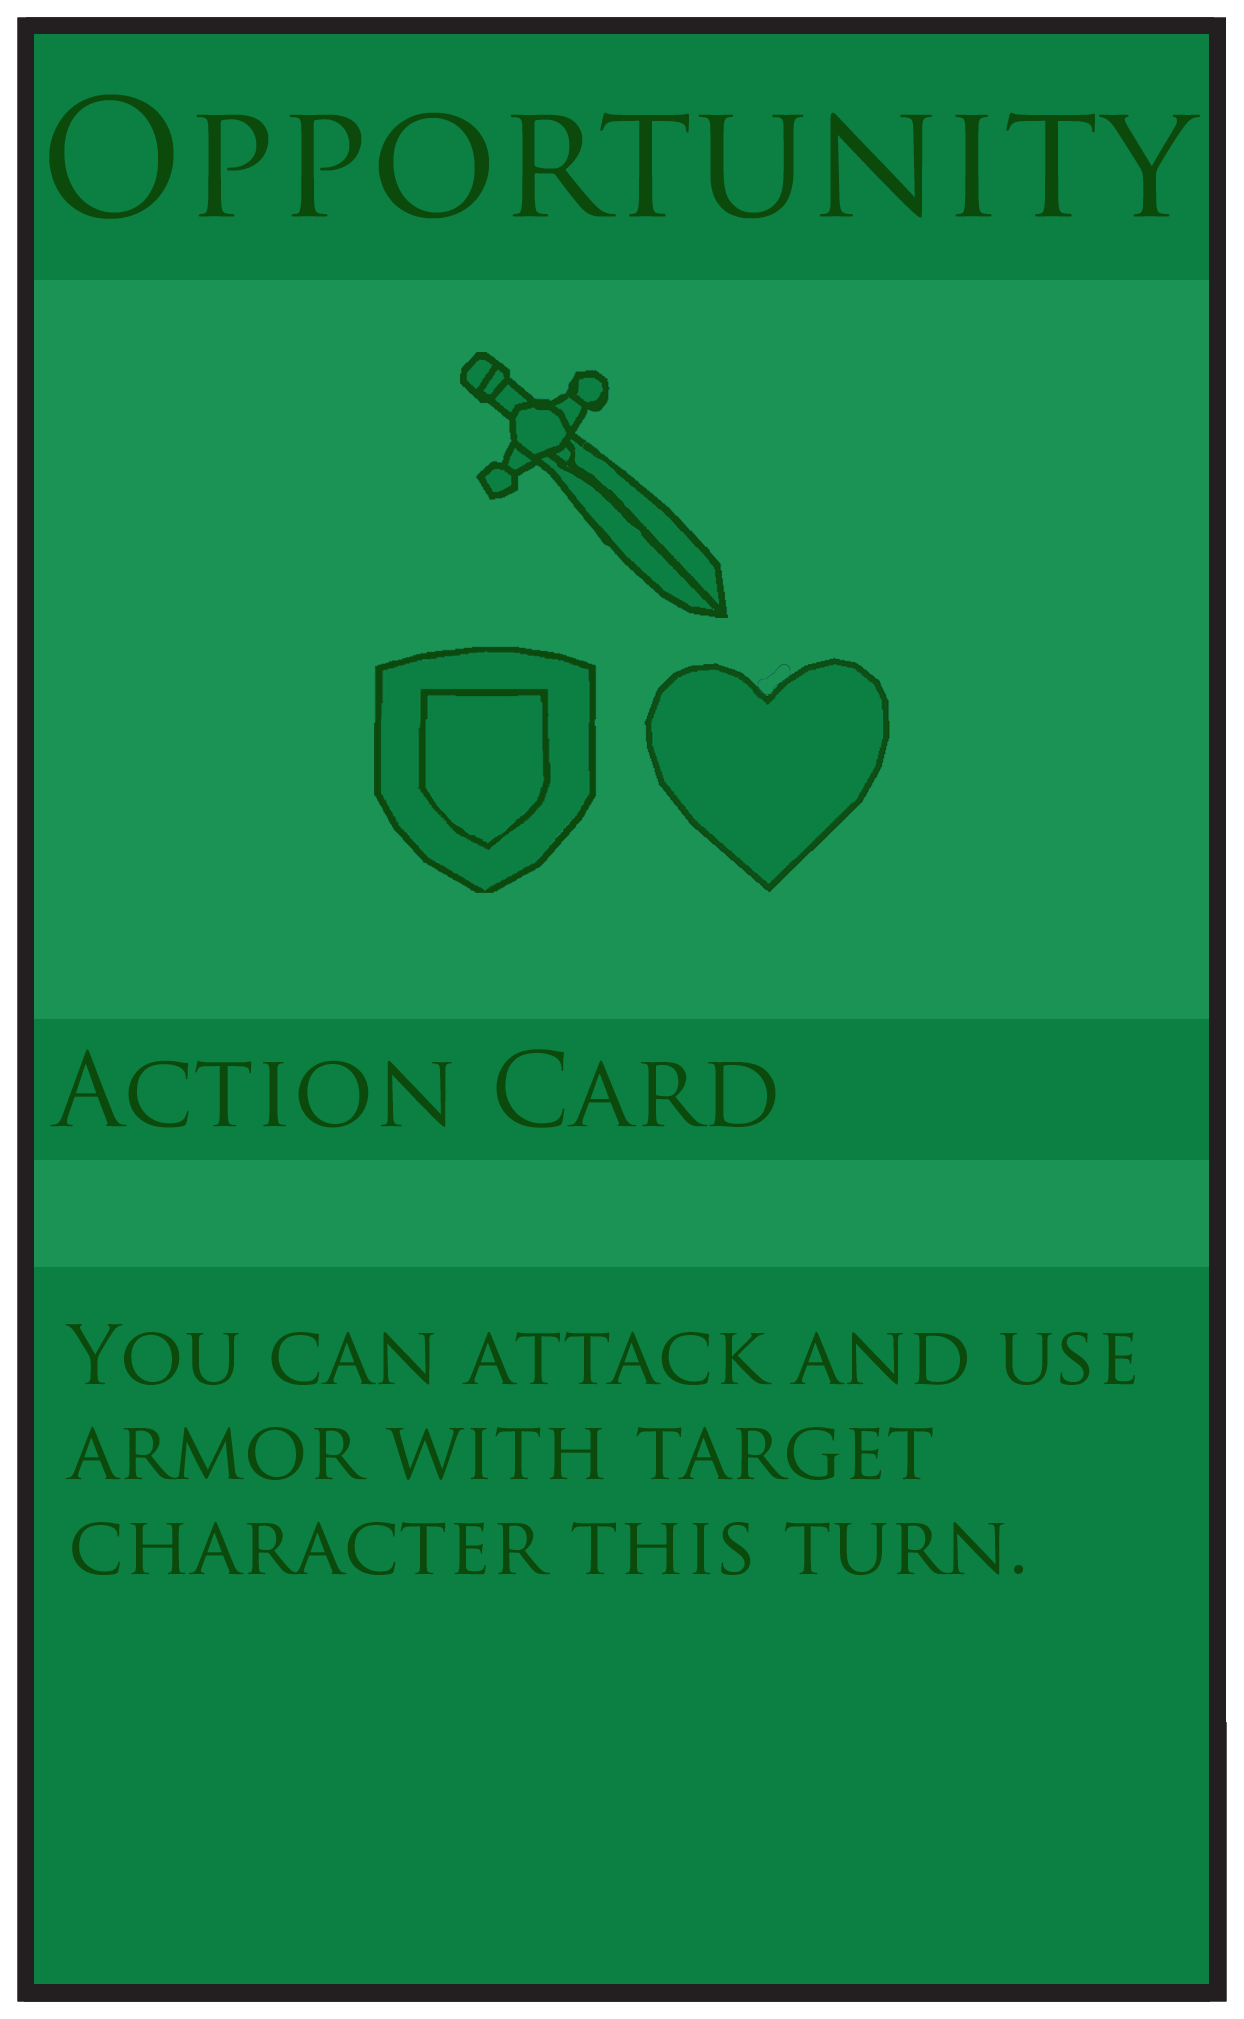 Opportunity
Action Card
You can attack and use
armor with target
character this turn.